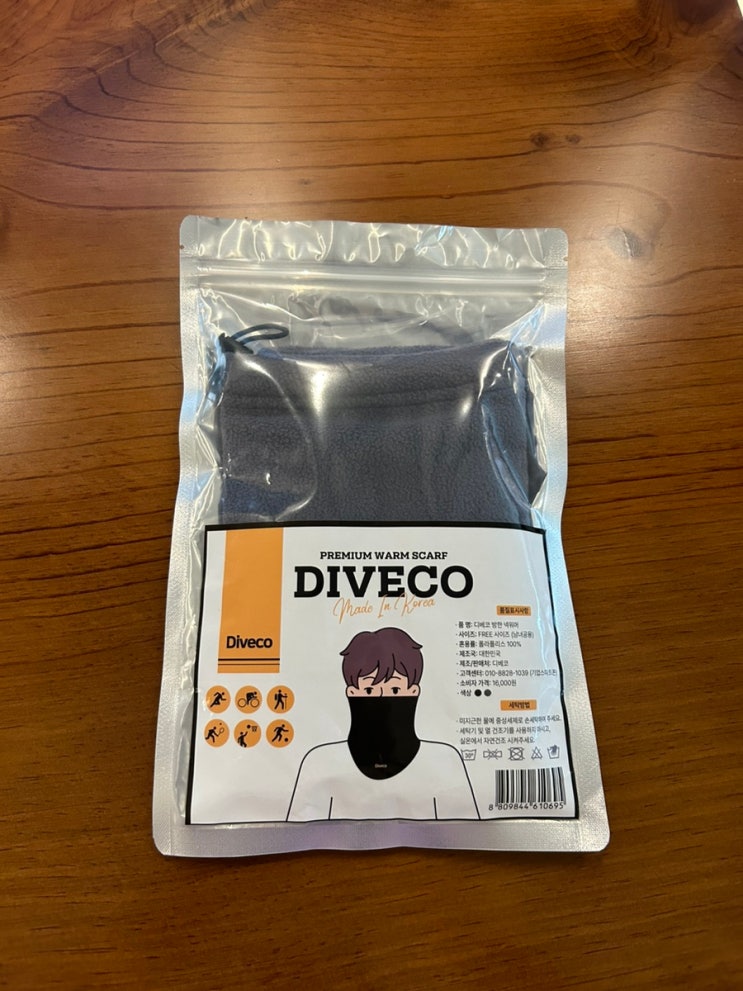 PREMIUM WARM SCARF
DIVECO
Made In Korea
Diveco
품질표시사항
· 품 명: 디베코 방한 넥워머
· 사이즈: FREE 사이즈 (남녀공용)
· 혼용률: 폴라폴리스 100%
· 제조국: 대한민국
· 제조/판매처: 디베코
· 고객센터: 010-8828-1039
· 소비자 가격: 16,000원
· 색상
세탁방법
· 미지근한 물에 중성세제로 손세탁하여 주세요.
· 세탁기 및 열 건조기를 사용하지 마시고,
실온에서 자연건조 시켜주세요.
30°
Diveco
8 809844 610695